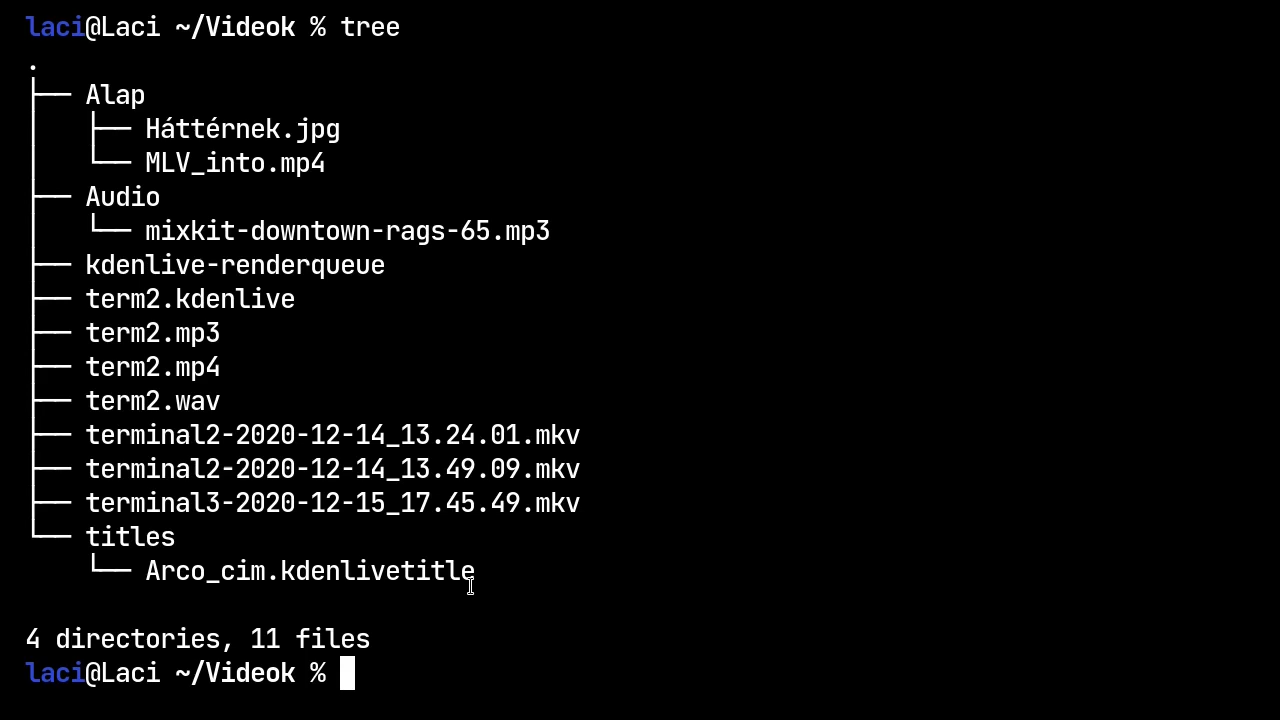 laci@Laci ~/Videok % tree
.
├── Alap
│   ├── Háttérnek.jpg
│   └── MLV_into.mp4
├── Audio
│   └── mixkit-downtown-rags-65.mp3
├── kdenlive-renderqueue
├── term2.kdenlive
├── term2.mp3
├── term2.mp4
├── term2.wav
├── terminal2-2020-12-14_13.24.01.mkv
├── terminal2-2020-12-14_13.49.09.mkv
├── terminal3-2020-12-15_17.45.49.mkv
└── titles
    └── Arco_cim.kdenlivetitle

4 directories, 11 files
laci@Laci ~/Videok %